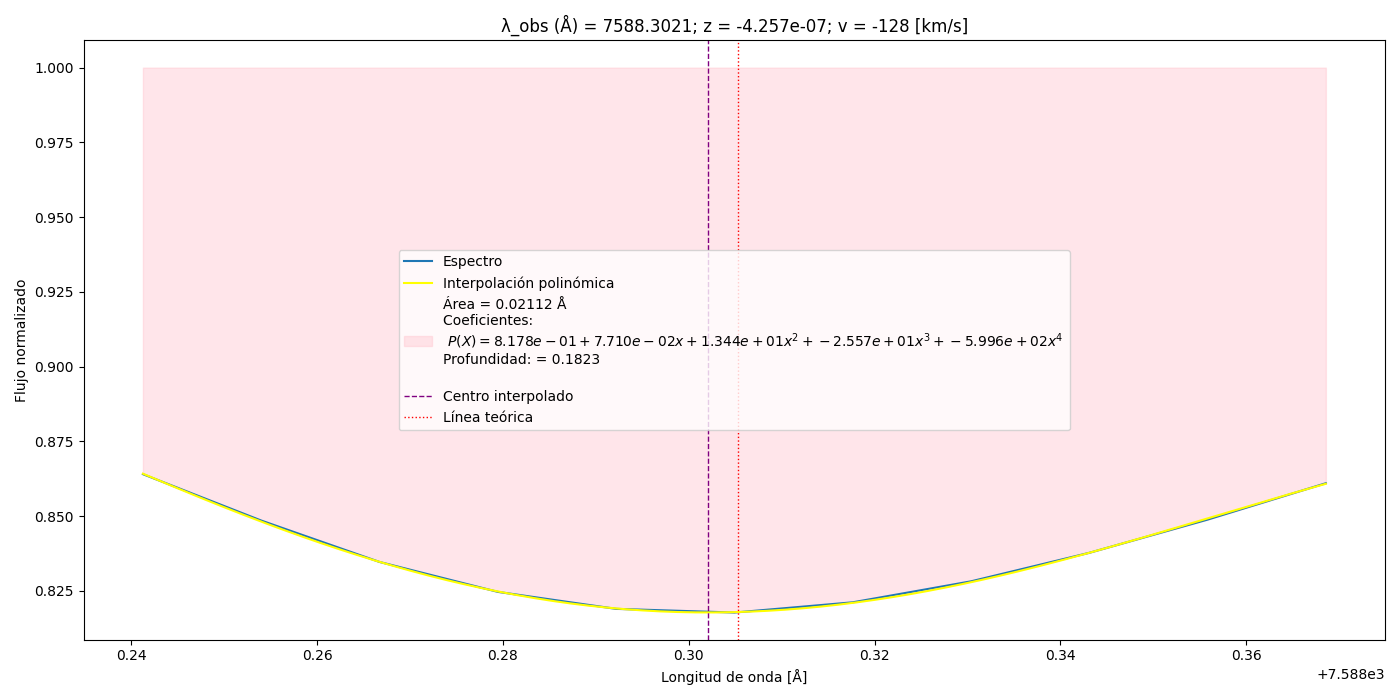 λ_obs (Å) = 7588.3021; z = -4.257e-07; v = -128 [km/s]
1.000
0.975
0.950
0.925
0.900
0.875
0.850
0.825
Flujo normalizado
Espectro
Interpolación polinómica
Área = 0.02112 Å
Coeficientes:
P(X) = 8.178e − 01 + 7.710e − 02x + 1.344e + 01x² + − 2.557e + 01x³ + − 5.996e + 02x⁴
Profundidad: = 0.1823
Centro interpolado
Línea teórica
0.24 0.26 0.28 0.30 0.32 0.34 0.36
+7.588e3
Longitud de onda [Å]